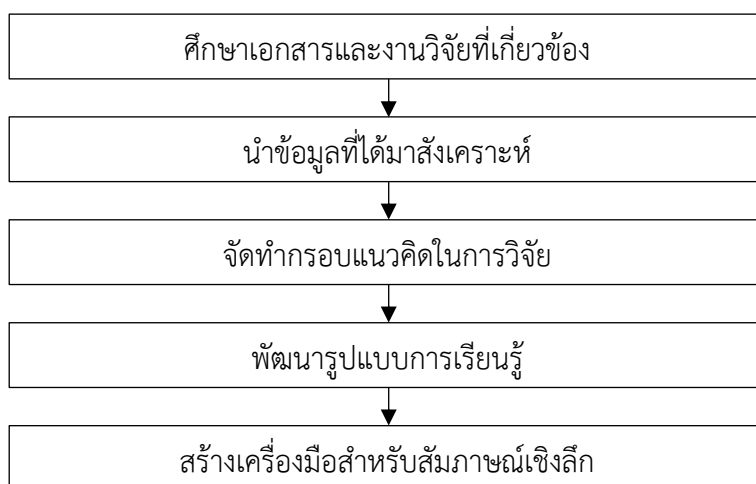 ศึกษาเอกสารและงานวิจัยที่เกี่ยวข้อง
นำข้อมูลที่ได้มาสังเคราะห์
จัดทำกรอบแนวคิดในการวิจัย
พัฒนารูปแบบการเรียนรู้
สร้างเครื่องมือสำหรับสัมภาษณ์เชิงลึก